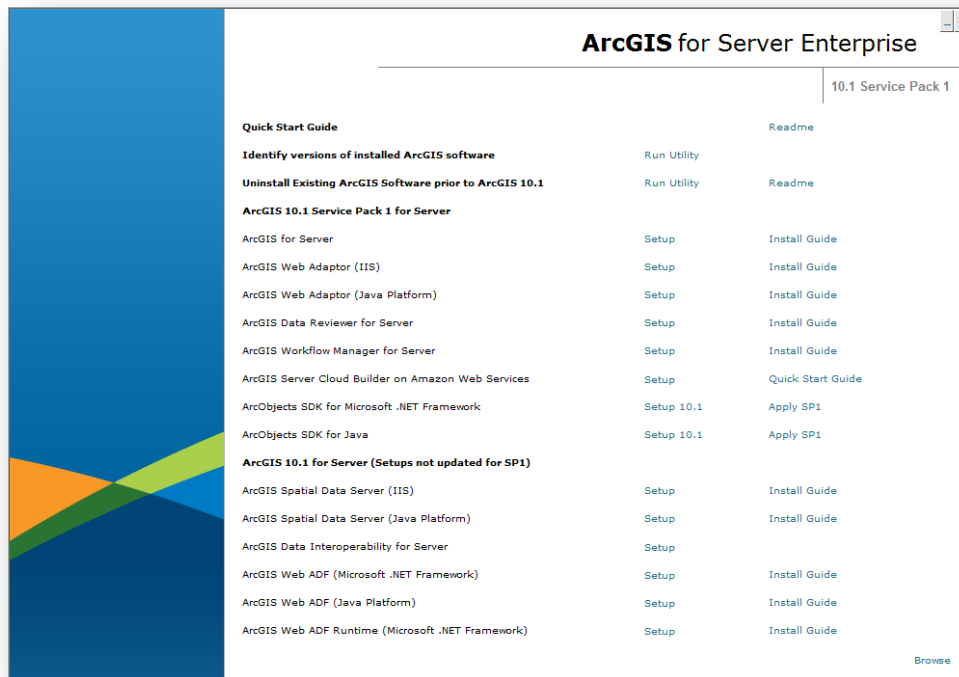 ArcGIS for Server Enterprise
10.1 Service Pack 1
Quick Start Guide Readme
Identify versions of installed ArcGIS software Run Utility
Uninstall Existing ArcGIS Software prior to ArcGIS 10.1 Run Utility Readme
ArcGIS 10.1 Service Pack 1 for Server
ArcGIS for Server Setup Install Guide
ArcGIS Web Adaptor (IIS) Setup Install Guide
ArcGIS Web Adaptor (Java Platform) Setup Install Guide
ArcGIS Data Reviewer for Server Setup Install Guide
ArcGIS Workflow Manager for Server Setup Install Guide
ArcGIS Server Cloud Builder on Amazon Web Services Setup Quick Start Guide
ArcObjects SDK for Microsoft .NET Framework Setup 10.1 Apply SP1
ArcObjects SDK for Java Setup 10.1 Apply SP1
ArcGIS 10.1 for Server (Setups not updated for SP1)
ArcGIS Spatial Data Server (IIS) Setup Install Guide
ArcGIS Spatial Data Server (Java Platform) Setup Install Guide
ArcGIS Data Interoperability for Server Setup
ArcGIS Web ADF (Microsoft .NET Framework) Setup Install Guide
ArcGIS Web ADF (Java Platform) Setup Install Guide
ArcGIS Web ADF Runtime (Microsoft .NET Framework) Setup Install Guide
Browse